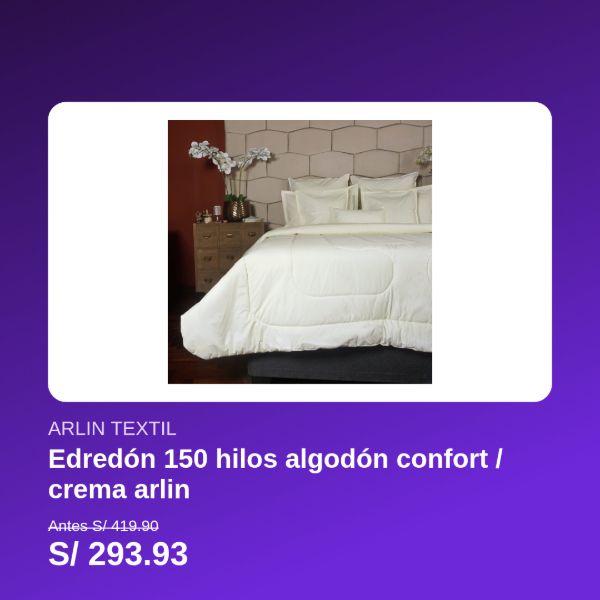 ARLIN TEXTIL
Edredón 150 hilos algodón confort /
crema arlin
Antes S/ 419.90
S/ 293.93